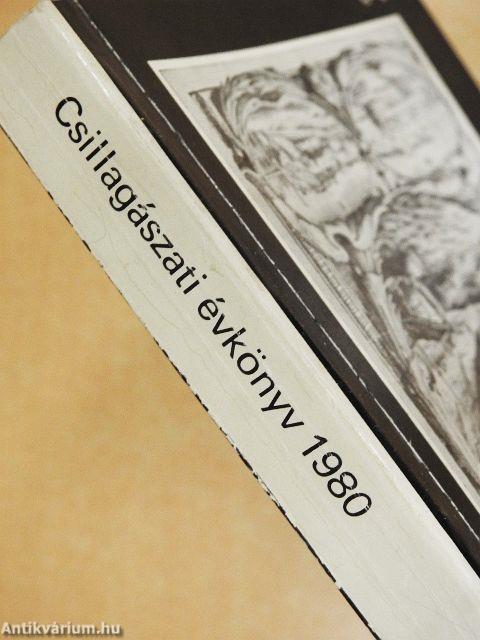 Csillagászati évkönyv 1980
Antikvárium.hu